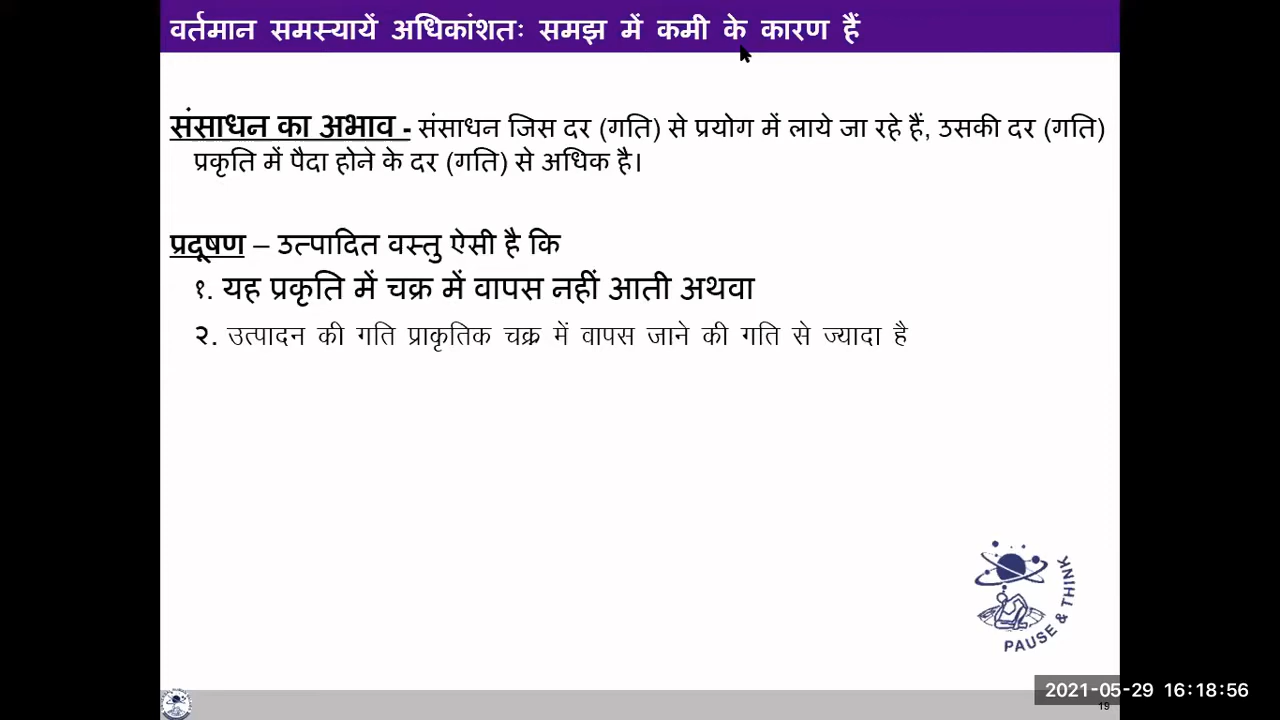 वर्तमान समस्यायें अधिकांशतः समझ में कमी के कारण हैं
संसाधन का अभाव - संसाधन जिस दर (गति) से प्रयोग में लाये जा रहे हैं, उसकी दर (गति)
प्रकृति में पैदा होने के दर (गति) से अधिक है।
प्रदूषण – उत्पादित वस्तु ऐसी है कि
१. यह प्रकृति में चक्र में वापस नहीं आती अथवा
२. उत्पादन की गति प्राकृतिक चक्र में वापस जाने की गति से ज्यादा है
PAUSE & THINK
2021-05-29 16:18:56
19